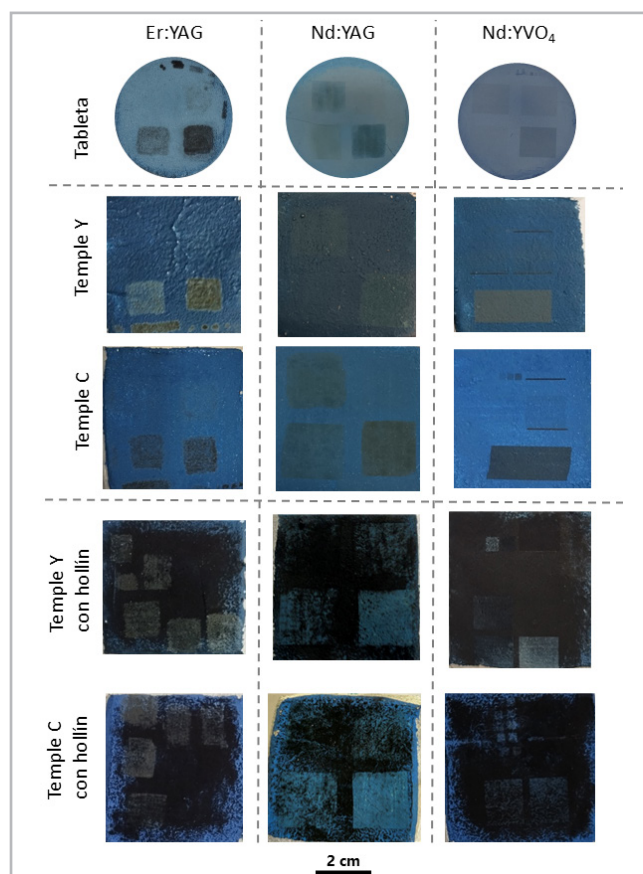 Er:YAG
Nd:YAG
Nd:YVO₄
Tableta
Temple Y
Temple C
Temple Y
con hollín
Temple C
con hollín
2 cm